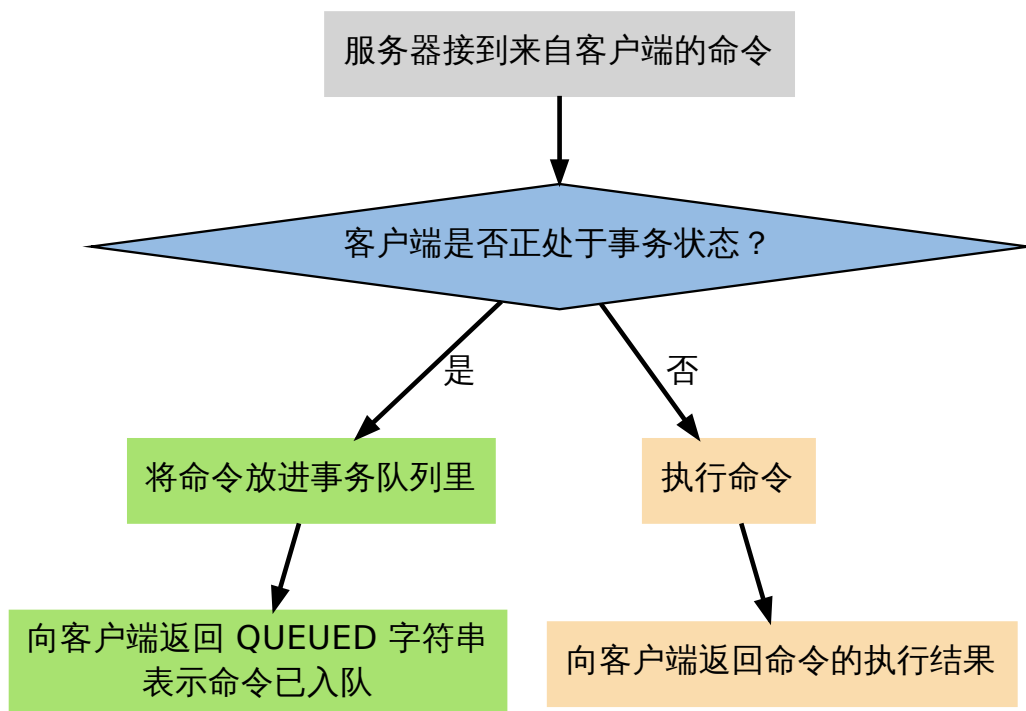 服务器接到来自客户端的命令
客户端是否正处于事务状态？
是
否
将命令放进事务队列里
执行命令
向客户端返回 QUEUED 字符串
表示命令已入队
向客户端返回命令的执行结果